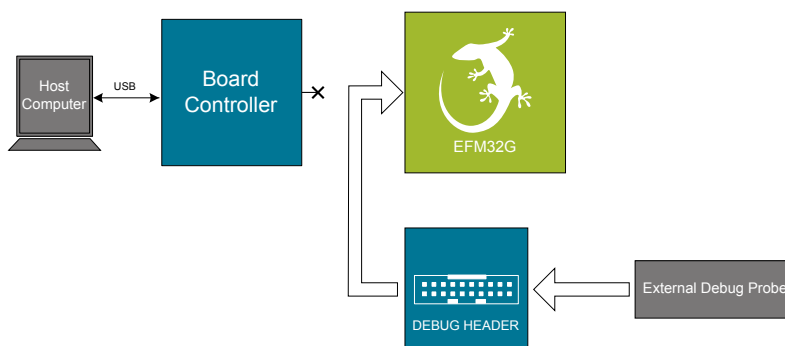 Host
Computer
USB
Board
Controller
EFM32G
DEBUG HEADER
External Debug Probe